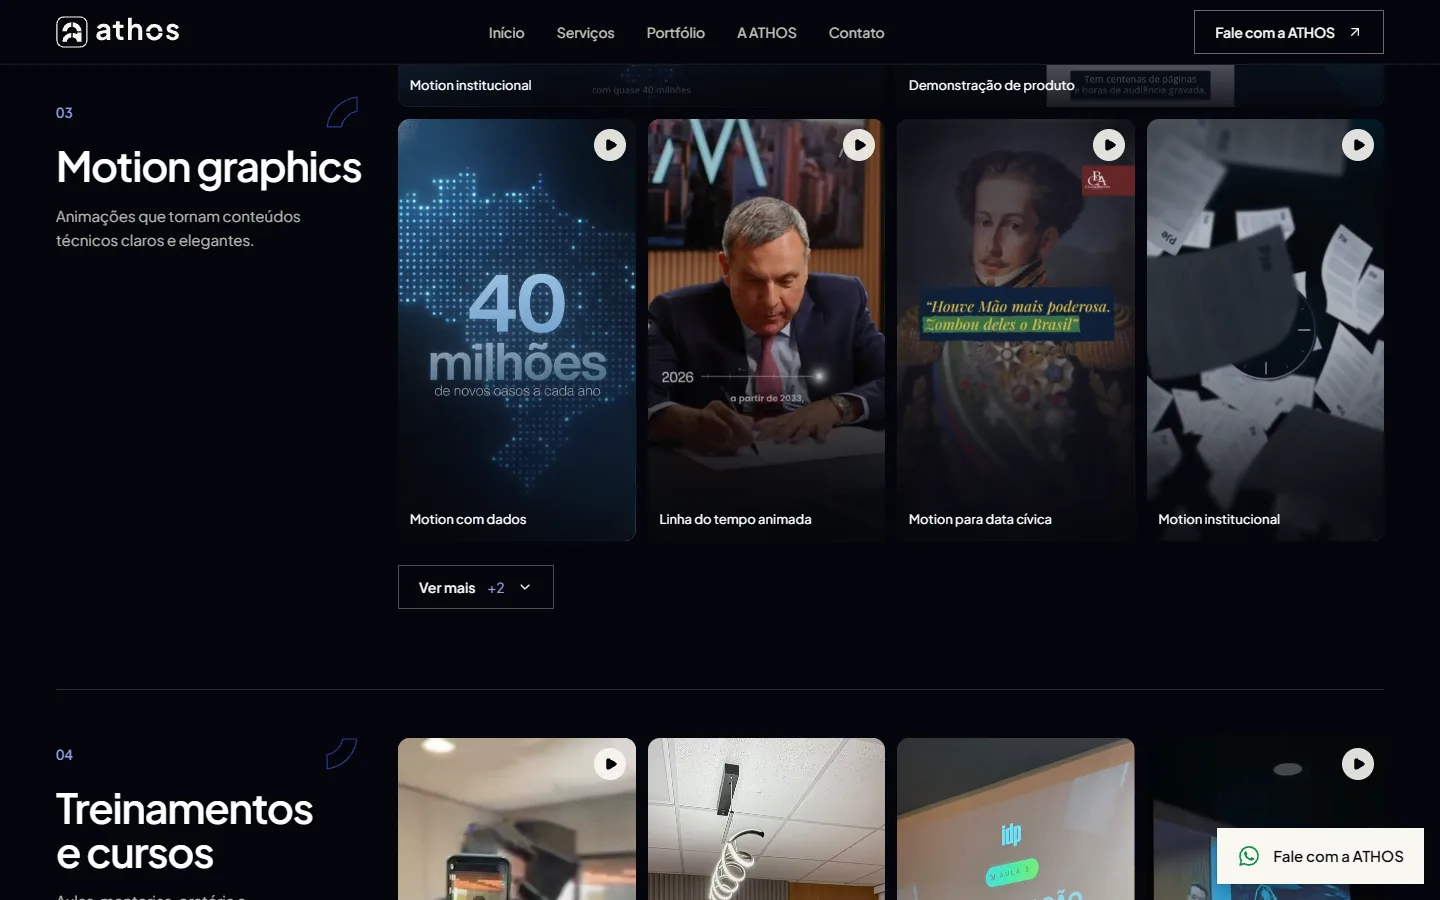 athos
Início
Serviços
Portfólio
A ATHOS
Contato
Fale com a ATHOS
Motion institucional
com quase 40 milhões
Demonstração de produto
Tem centenas de páginas
e horas de audiência gravada.
03
Motion graphics
Animações que tornam conteúdos
técnicos claros e elegantes.
40
milhões
de novos casos a cada ano
Motion com dados
2026
a partir de 2033,
Linha do tempo animada
BCA
“Houve Mão mais poderosa.
Zombou deles o Brasil”
Motion para data cívica
Pje
Motion institucional
Ver mais +2
04
Treinamentos
e cursos
idp
AULA 2
Fale com a ATHOS